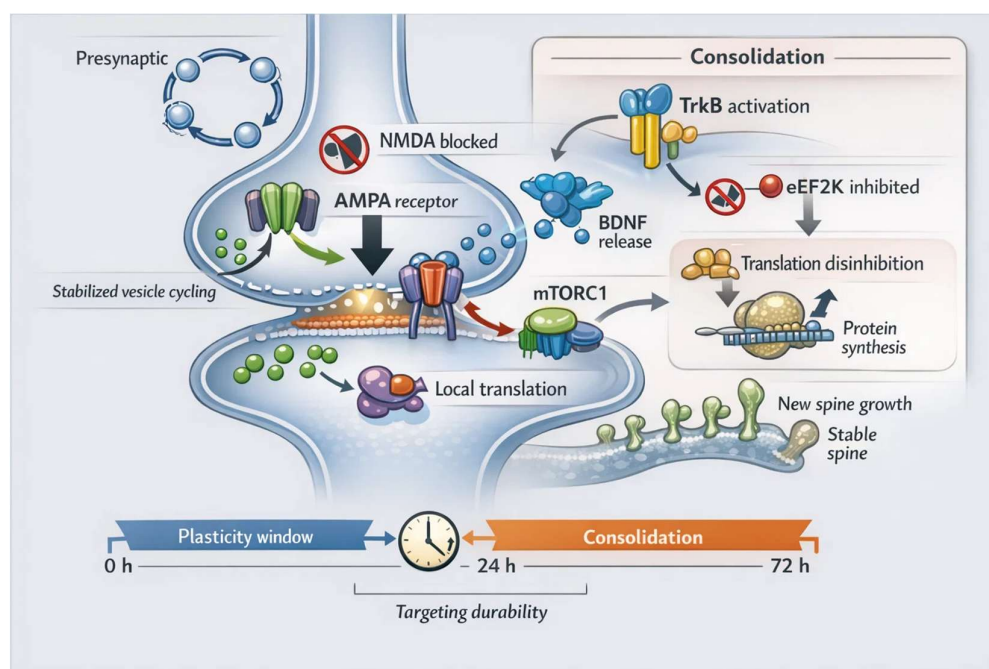 Presynaptic
Consolidation
TrkB activation
NMDA blocked
eEF2K inhibited
AMPA receptor
BDNF
release
Translation disinhibition
Stabilized vesicle cycling
mTORC1
Protein
synthesis
Local translation
New spine growth
Stable
spine
Plasticity window
Consolidation
0 h
24 h
72 h
Targeting durability